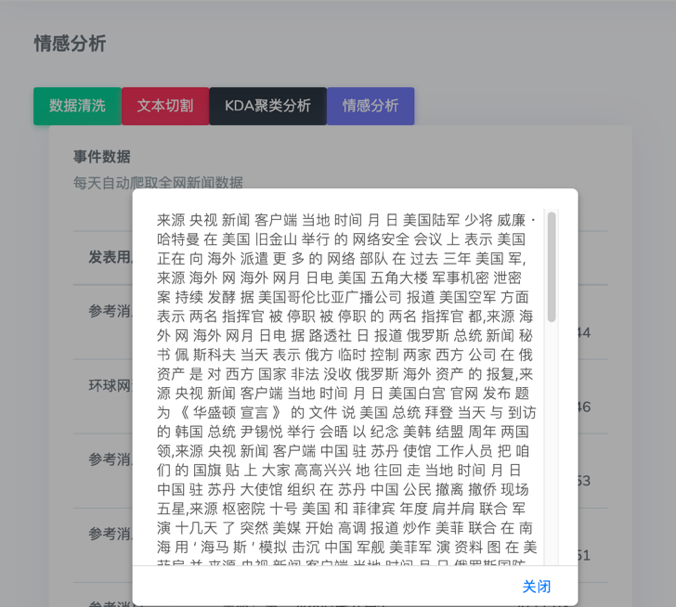 情感分析
数据清洗 文本切割 KDA聚类分析 情感分析
事件数据
每天自动爬取全网新闻数据
发表用
参考消
环球网
参考消
参考消
44
46
53
51
来源 央视 新闻 客户端 当地 时间 月 日 美国陆军 少将 威廉 ·
哈特曼 在 美国 旧金山 举行 的 网络安全 会议 上 表示 美国
正在 向 海外 派遣 更 多 的 网络 部队 在 过去 三年 美国 军,
来源 海外 网 海外 网月 日电 美国 五角大楼 军事机密 泄密
案 持续 发酵 据 美国哥伦比亚广播公司 报道 美国空军 方面
表示 两名 指挥官 被 停职 被 停职 的 两名 指挥官 都,来源 海
外 网 海外 网月 日电 据 路透社 日 报道 俄罗斯 总统 新闻 秘
书 佩 斯科夫 当天 表示 俄方 临时 控制 两家 西方 公司 在 俄
资产 是 对 西方 国家 非法 没收 俄罗斯 海外 资产 的 报复,来
源 央视 新闻 客户端 当地 时间 月 日 美国白宫 官网 发布 题
为 《 华盛顿 宣言 》 的 文件 说 美国 总统 拜登 当天 与 到访
的 韩国 总统 尹锡悦 举行 会晤 以 纪念 美韩 结盟 周年 两国
领,来源 央视 新闻 客户端 中国 驻 苏丹 使馆 工作人员 把 咱
们 的 国旗 贴 上 大家 高高兴兴 地 往回 走 当地 时间 月 日
中国 驻 苏丹 大使馆 组织 在 苏丹 中国 公民 撤离 撤侨 现场
五星,来源 枢密院 十号 美国 和 菲律宾 年度 肩并肩 联合 军
演 十几天 了 突然 美媒 开始 高调 报道 炒作 美菲 联合 在 南
海 用 ‘ 海马 斯 ’ 模拟 击沉 中国 军舰 美菲军 演 资料 图 在 美
关闭